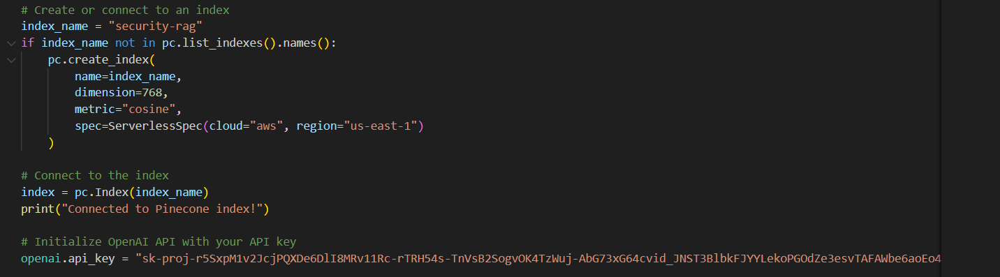 # Create or connect to an index
index_name = "security-rag"
if index_name not in pc.list_indexes().names():
pc.create_index(
name=index_name,
dimension=768,
metric="cosine",
spec=ServerlessSpec(cloud="aws", region="us-east-1")
)
# Connect to the index
index = pc.Index(index_name)
print("Connected to Pinecone index!")
# Initialize OpenAI API with your API key
openai.api_key = "sk-proj-r5SxpM1v2JcjPQXDe6DlI8MRv11Rc-rTRH54s-TnVsB2SogvOK4TzWuj-AbG73xG64cvid_JNST3BlbkFJYYLekoPGOdZe3esvTAFAWbe6aoEo4